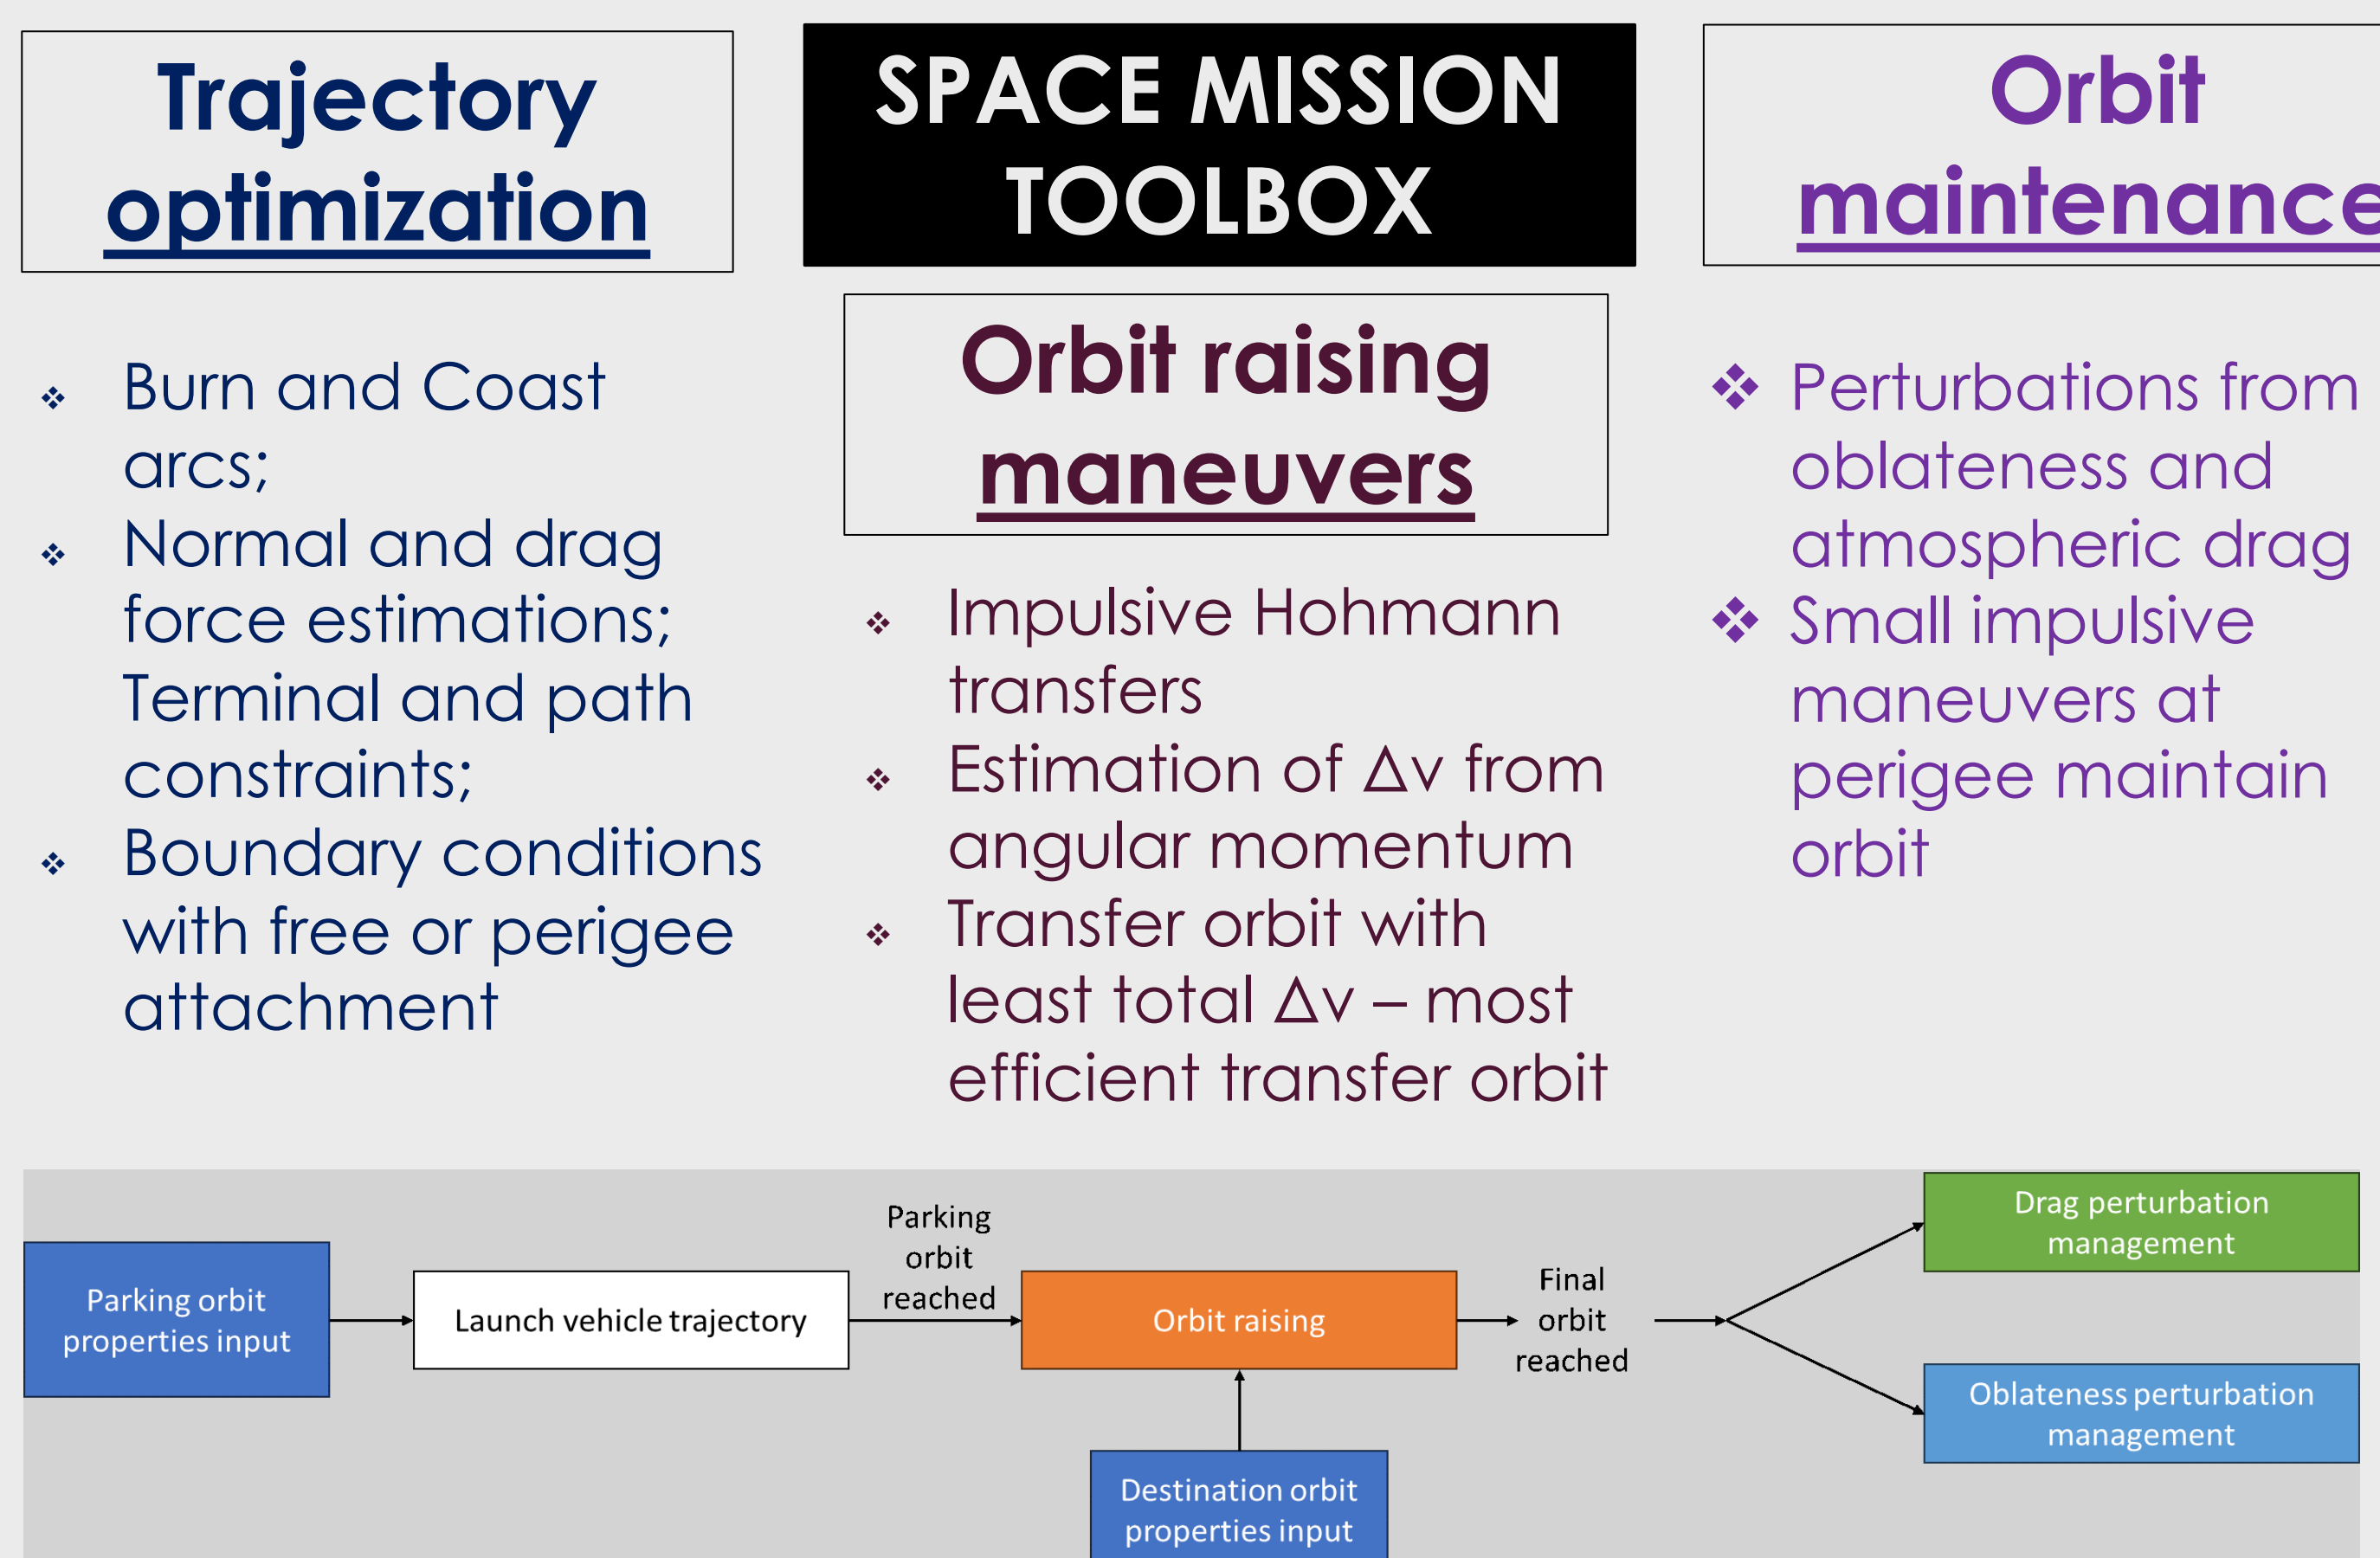 Trajectory
optimization
❖ Burn and Coast
arcs;
❖ Normal and drag
force estimations;
Terminal and path
constraints;
❖ Boundary conditions
with free or perigee
attachment
SPACE MISSION
TOOLBOX
Orbit raising
maneuvers
❖ Impulsive Hohmann
transfers
❖ Estimation of Δv from
angular momentum
❖ Transfer orbit with
least total Δv – most
efficient transfer orbit
Orbit
maintenance
❖ Perturbations from
oblateness and
atmospheric drag
❖ Small impulsive
maneuvers at
perigee maintain
orbit
Parking orbit
properties input
Launch vehicle trajectory
Parking
orbit
reached
Orbit raising
Destination orbit
properties input
Final
orbit
reached
Drag perturbation
management
Oblateness perturbation
management